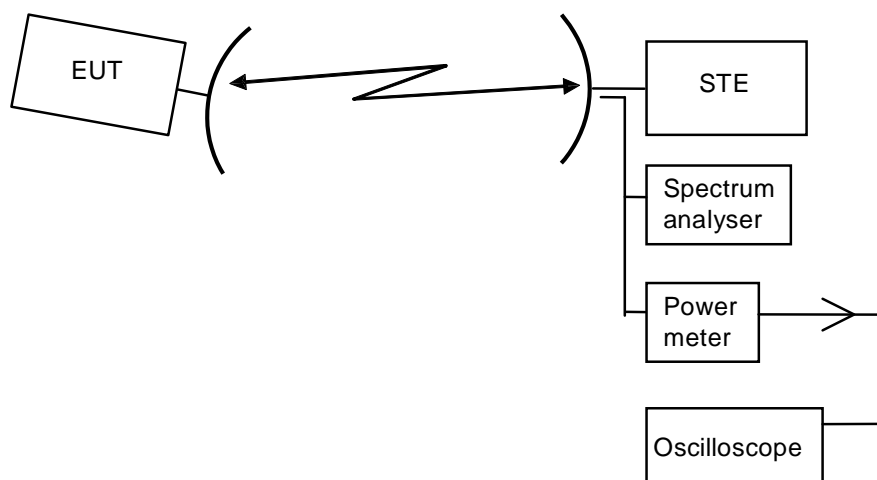 EUT
STE
Spectrum
analyser
Power
meter
Oscilloscope